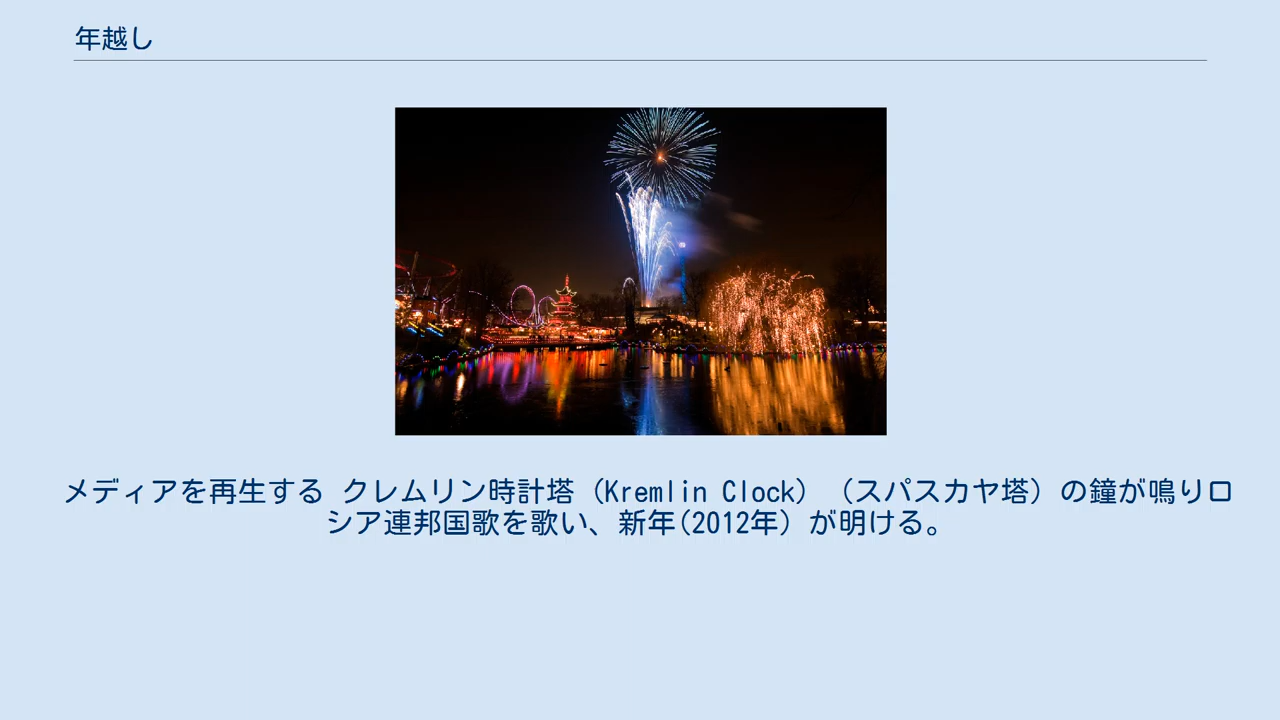 年越し
メディアを再生する クレムリン時計塔（Kremlin Clock）（スパスカヤ塔）の鐘が鳴りロ
シア連邦国歌を歌い、新年(2012年）が明ける。